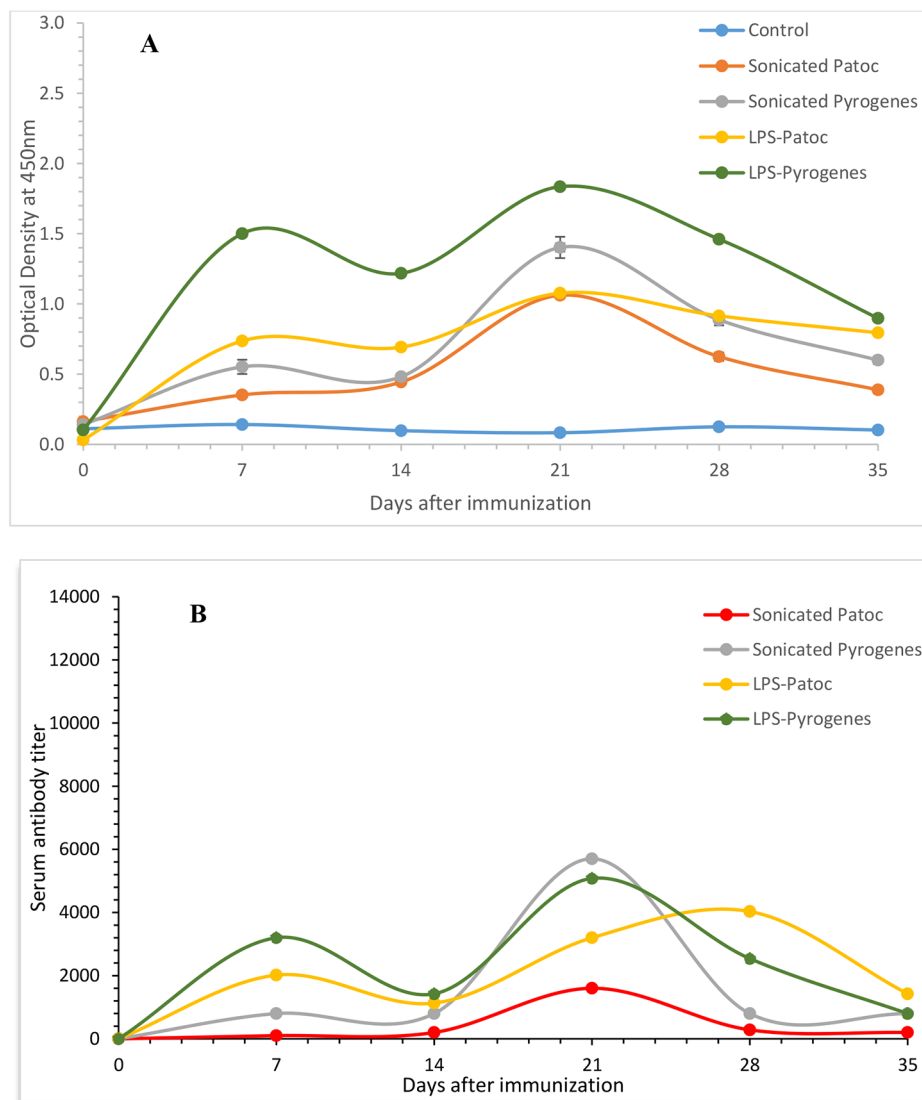 A
Control
Sonicated Patoc
Sonicated Pyrogenes
LPS-Patoc
LPS-Pyrogenes
Optical Density at 450nm
3.0
2.5
2.0
1.5
1.0
0.5
0.0
0 7 14 21 28 35
Days after immunization
B
Sonicated Patoc
Sonicated Pyrogenes
LPS-Patoc
LPS-Pyrogenes
Serum antibody titer
14000
12000
10000
8000
6000
4000
2000
0
0 7 14 21 28 35
Days after immunization